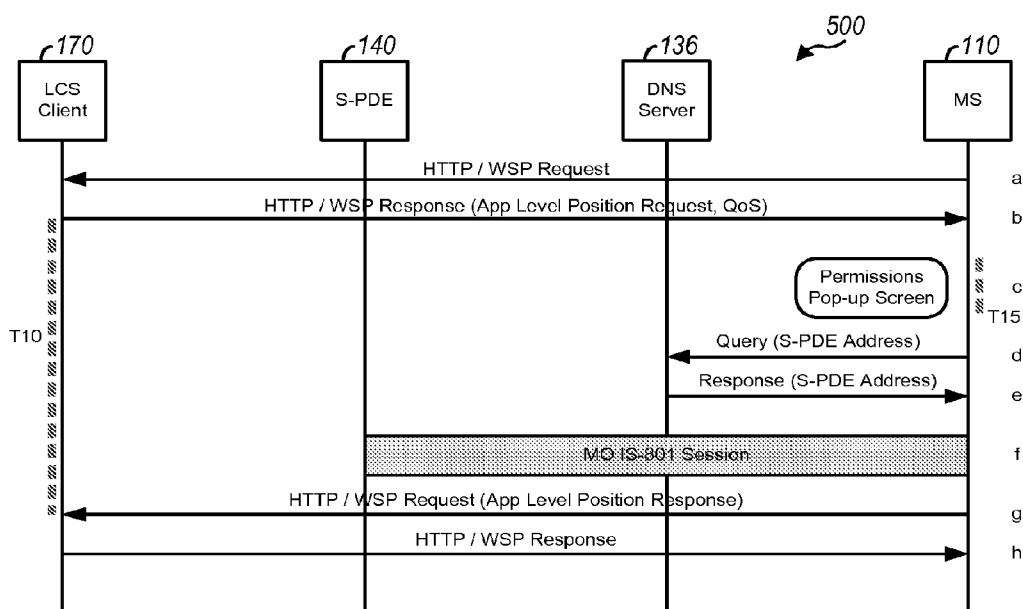 500
170
140
136
110
LCS
Client
S-PDE
DNS
Server
MS
HTTP / WSP Request
a
HTTP / WSP Response (App Level Position Request, QoS)
b
Permissions
Pop-up Screen
c
T10
T15
Query (S-PDE Address)
d
Response (S-PDE Address)
e
MO IS-801 Session
f
HTTP / WSP Request (App Level Position Response)
g
HTTP / WSP Response
h